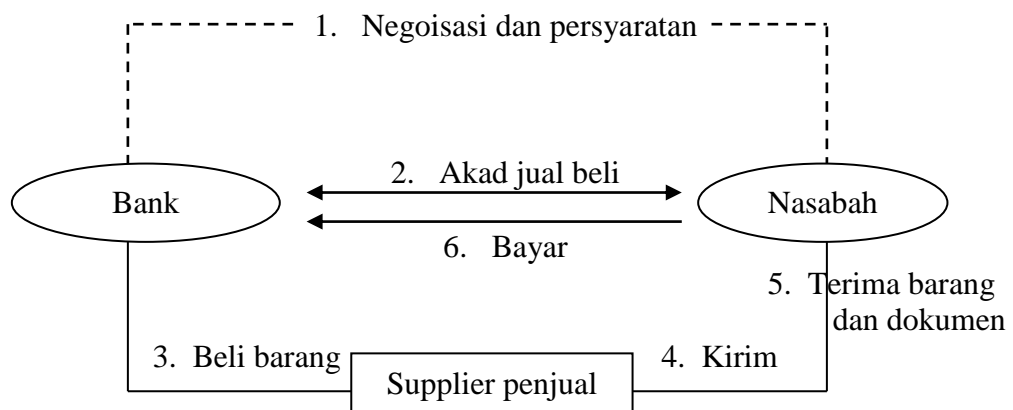 1. Negoisasi dan persyaratan
2. Akad jual beli
Bank
Nasabah
6. Bayar
5. Terima barang
dan dokumen
3. Beli barang
4. Kirim
Supplier penjual